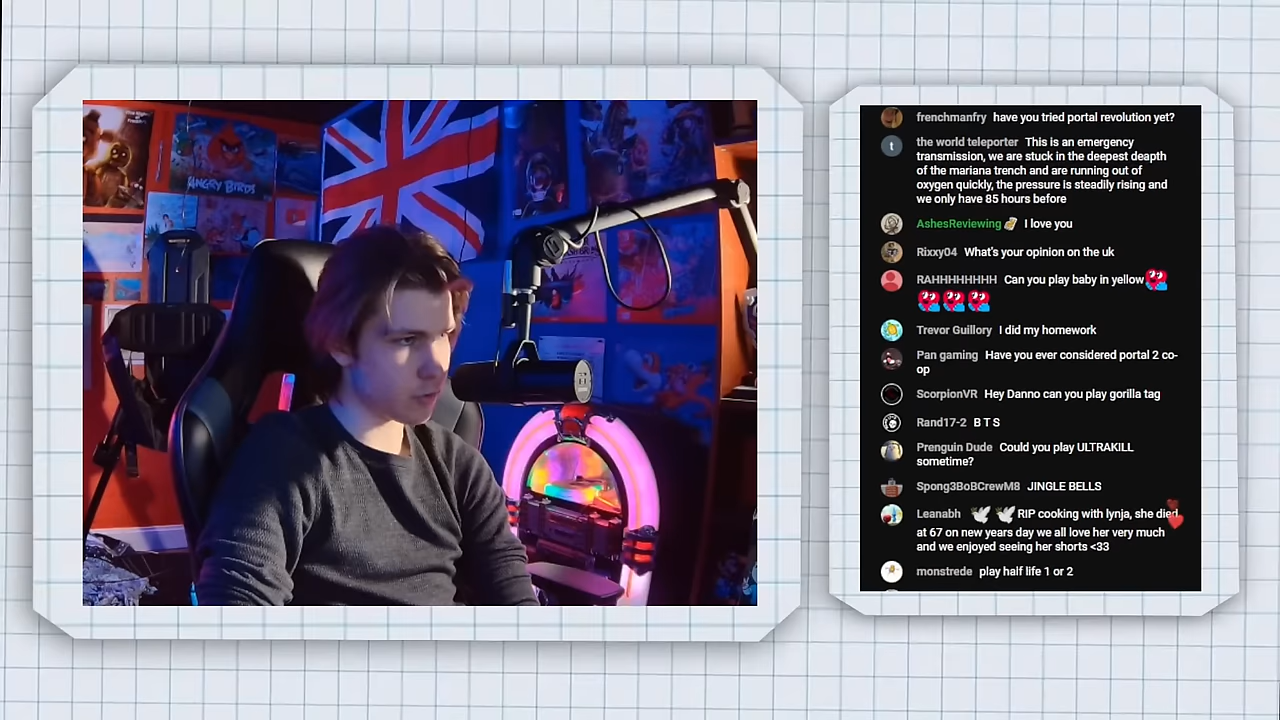 ANGRY BIRDS
frenchmanfry have you tried portal revolution yet?
t
the world teleporter This is an emergency
transmission, we are stuck in the deepest deapth
of the mariana trench and are running out of
oxygen quickly, the pressure is steadily rising and
we only have 85 hours before
AshesReviewing I love you
Rixxy04 What's your opinion on the uk
RAHHHHHHHH Can you play baby in yellow
Trevor Guillory I did my homework
Pan gaming Have you ever considered portal 2 co-
op
ScorpionVR Hey Danno can you play gorilla tag
Rand17-2 B T S
Prenguin Dude Could you play ULTRAKILL
sometime?
Spong3BoBCrewM8 JINGLE BELLS
Leanabh RIP cooking with lynja, she died
at 67 on new years day we all love her very much
and we enjoyed seeing her shorts <33
monstrede play half life 1 or 2